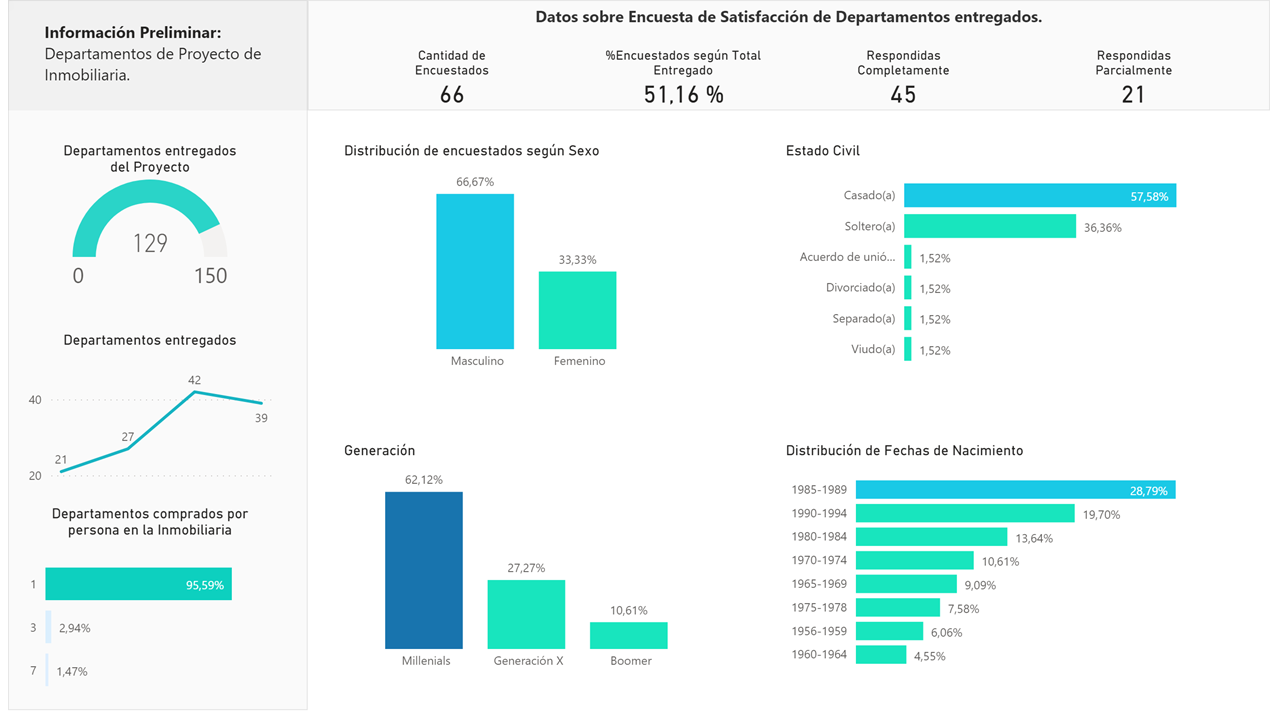 Información Preliminar:
Departamentos de Proyecto de
Inmobiliaria.
Datos sobre Encuesta de Satisfacción de Departamentos entregados.
Cantidad de
Encuestados
66
%Encuestados según Total
Entregado
51,16 %
Respondidas
Completamente
45
Respondidas
Parcialmente
21
Departamentos entregados
del Proyecto
129
0
150
Departamentos entregados
40
20
21
27
42
39
Departamentos comprados por
persona en la Inmobiliaria
1
95,59%
3
2,94%
7
1,47%
Distribución de encuestados según Sexo
66,67%
33,33%
Masculino
Femenino
Estado Civil
Casado(a)
57,58%
Soltero(a)
36,36%
Acuerdo de unió...
1,52%
Divorciado(a)
1,52%
Separado(a)
1,52%
Viudo(a)
1,52%
Generación
62,12%
27,27%
10,61%
Millenials
Generación X
Boomer
Distribución de Fechas de Nacimiento
1985-1989
28,79%
1990-1994
19,70%
1980-1984
13,64%
1970-1974
10,61%
1965-1969
9,09%
1975-1978
7,58%
1956-1959
6,06%
1960-1964
4,55%